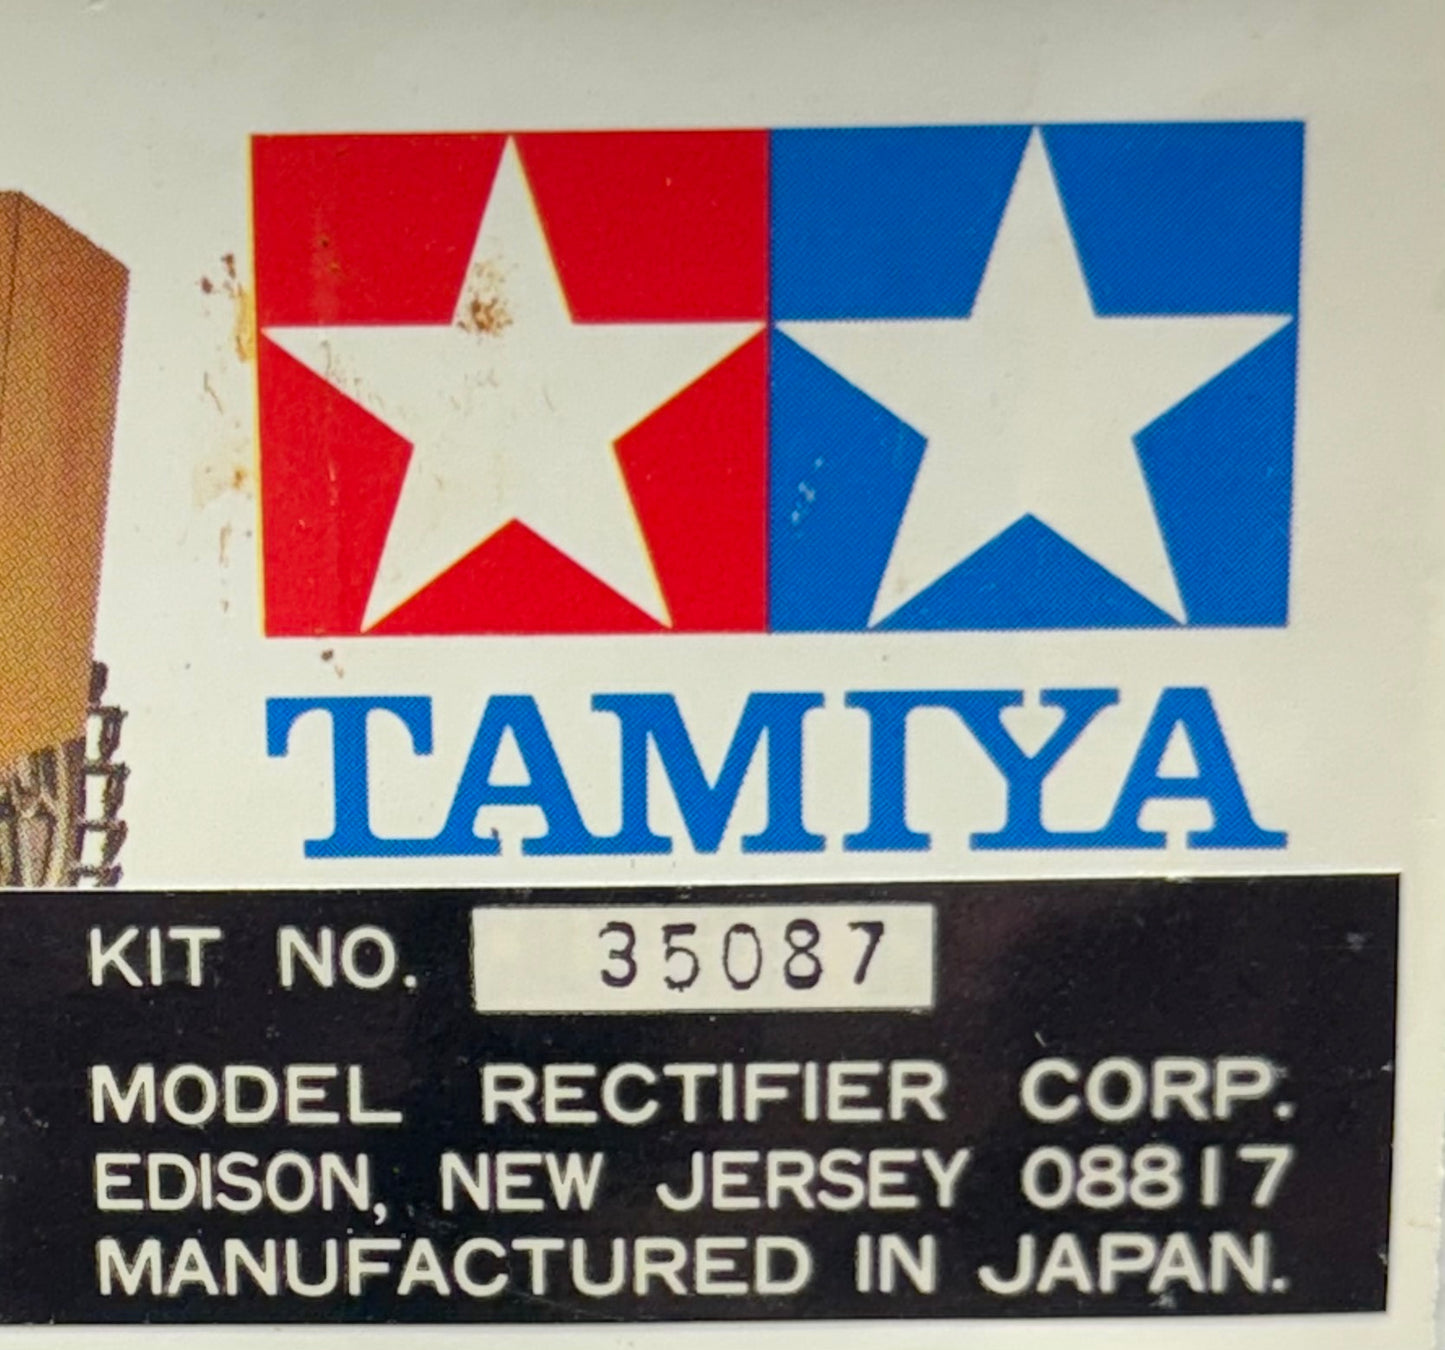 TAMIYA
KIT NO. 35087
MODEL RECTIFIER CORP.
EDISON, NEW JERSEY 08817
MANUFACTURED IN JAPAN.